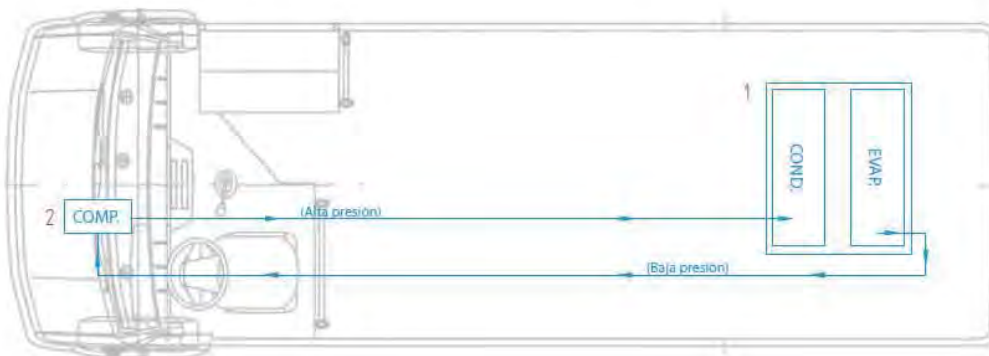 1
COND.
EVAP.
2
COMP.
(Alta presión)
(Baja presión)